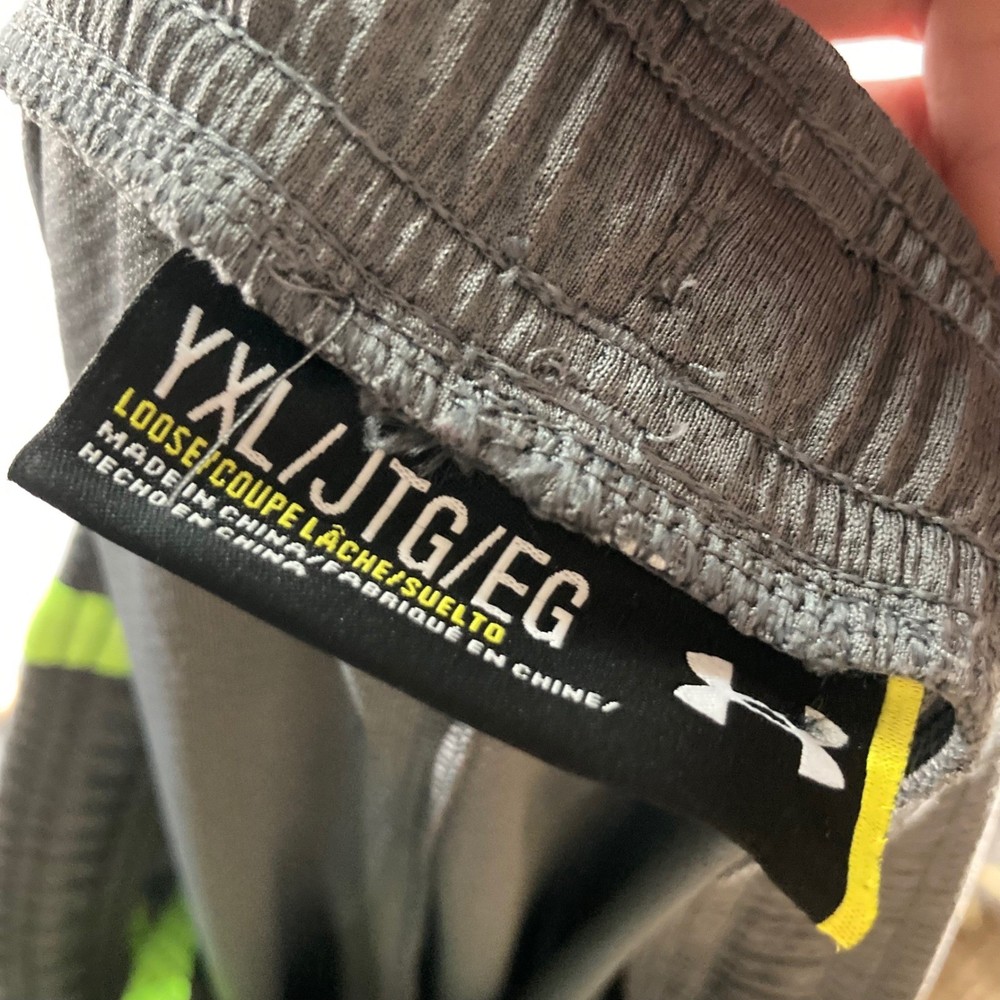 YXL/JTG/EG
LOOSE/COUPE LÂCHE/SUELTO
MADE IN CHINA/FABRIQUÉ EN CHINE/
HECHO EN CHINA